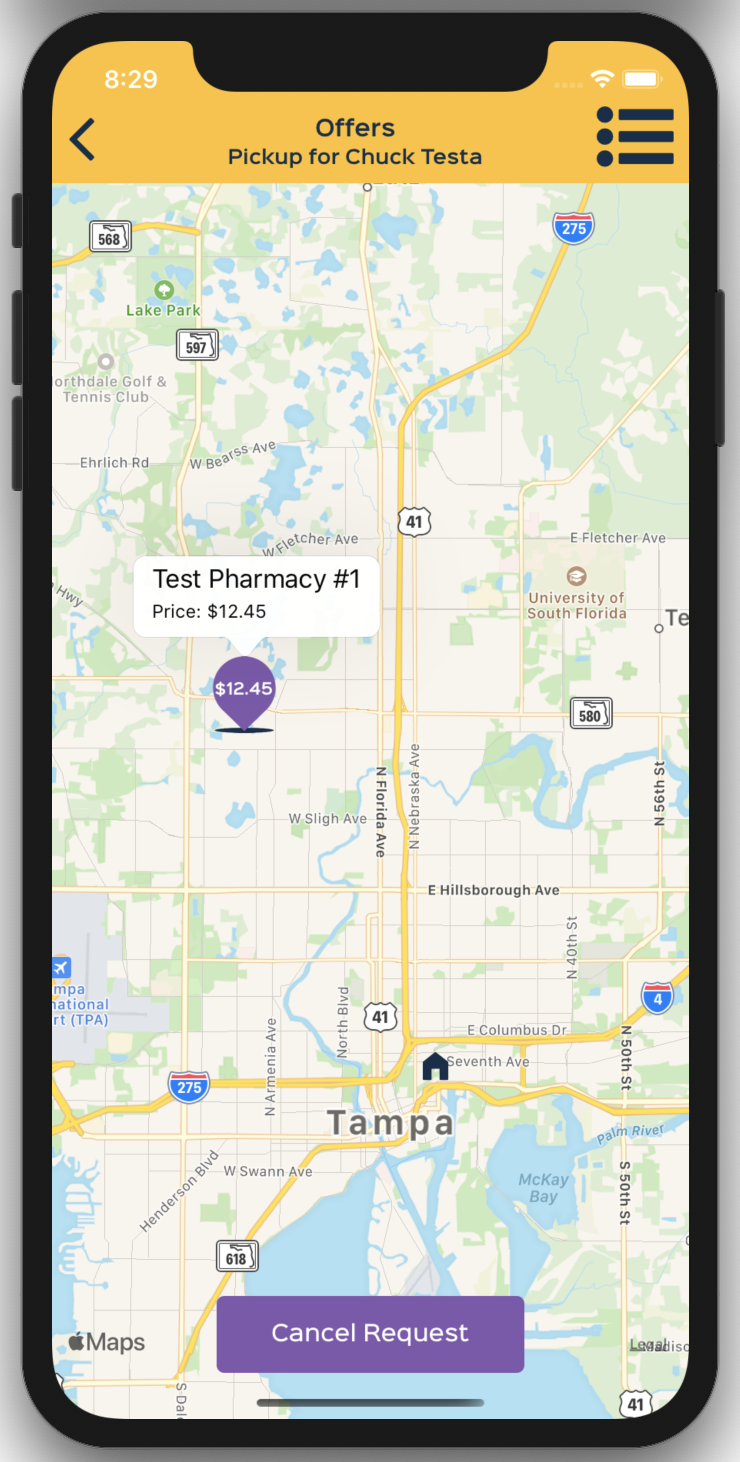 8:29
Offers
Pickup for Chuck Testa
568
275
Lake Park
597
orthdale Golf &
Tennis Club
Ehrlich Rd
W Bearss Ave
41
W Fletcher Ave
E Fletcher Ave
Test Pharmacy #1
Price: $12.45
Hwy
University of
South Florida
Te
$12.45
580
N Florida Ave
N Nebraska Ave
N 56th St
W Sligh Ave
E Hillsborough Ave
N 40th St
mpa
national
rt (TPA)
4
41
North Blvd
N Armenia Ave
E Columbus Dr
Seventh Ave
N 50th St
275
Tampa
Palm River
W Swann Ave
Henderson Blvd
McKay
Bay
S 50th St
618
Cancel Request
Maps
Legal
Madiso
S Dal
41